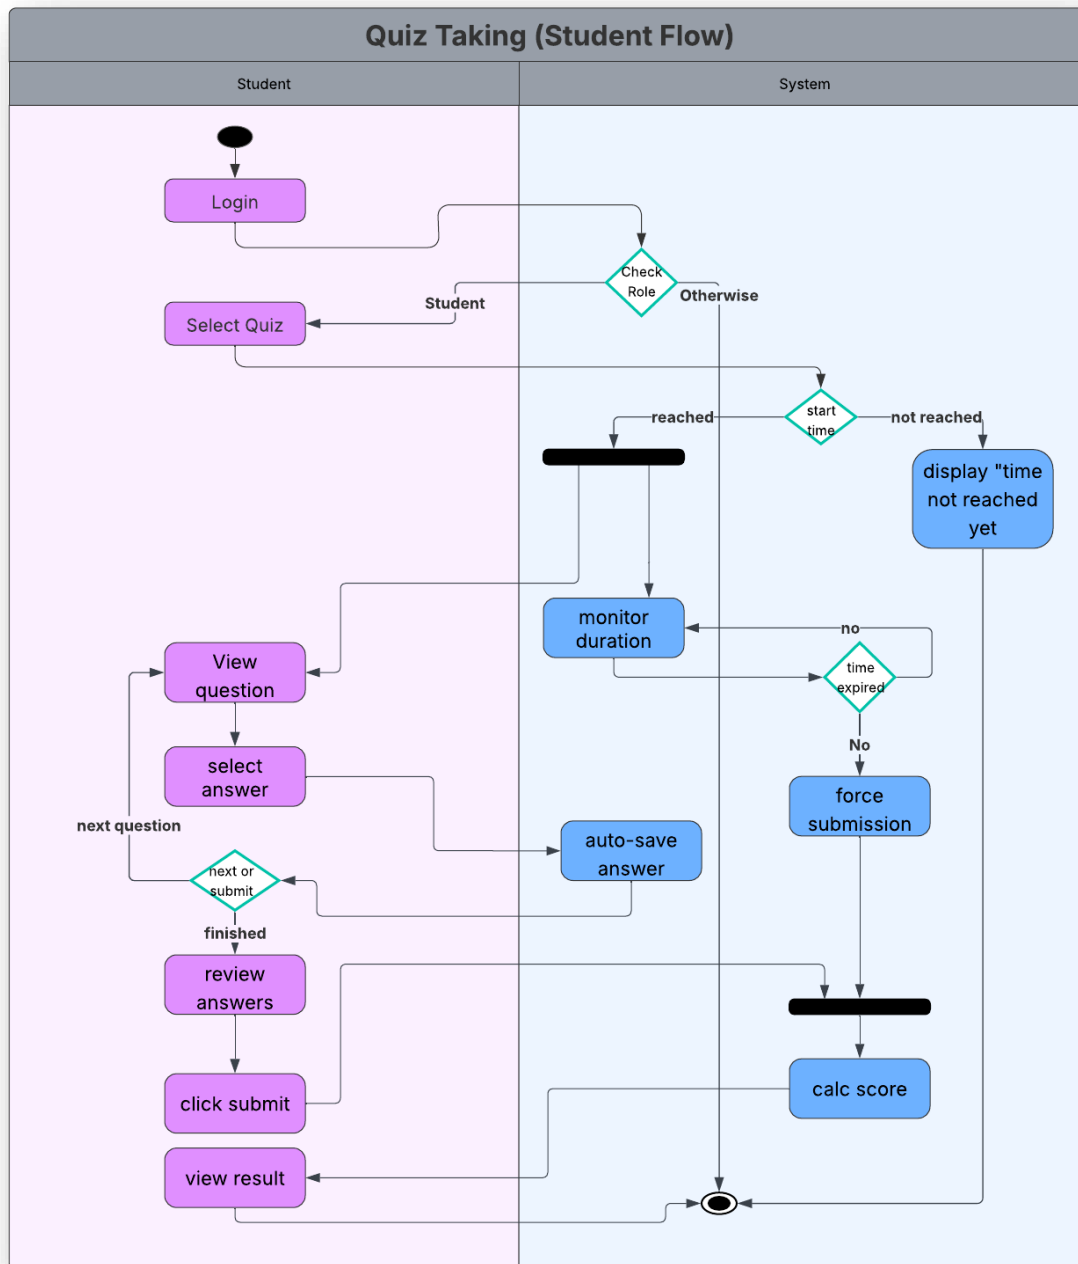 Quiz Taking (Student Flow)
Student
System
Login
Check
Role
Student
Otherwise
Select Quiz
start
time
reached
not reached
display "time
not reached
yet
monitor
duration
no
time
expired
View
question
No
select
answer
force
submission
next question
auto-save
answer
next or
submit
finished
review
answers
calc score
click submit
view result